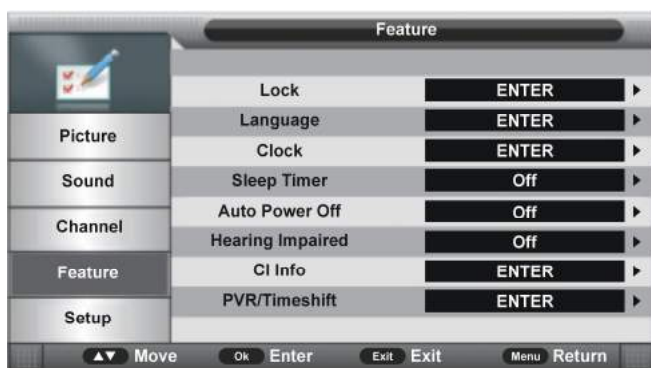 Feature
Lock ENTER
Language ENTER
Clock ENTER
Sleep Timer Off
Auto Power Off Off
Hearing Impaired Off
CI Info ENTER
PVR/Timeshift ENTER
Picture
Sound
Channel
Feature
Setup
▲▼ Move Ok Enter Exit Exit Menu Return